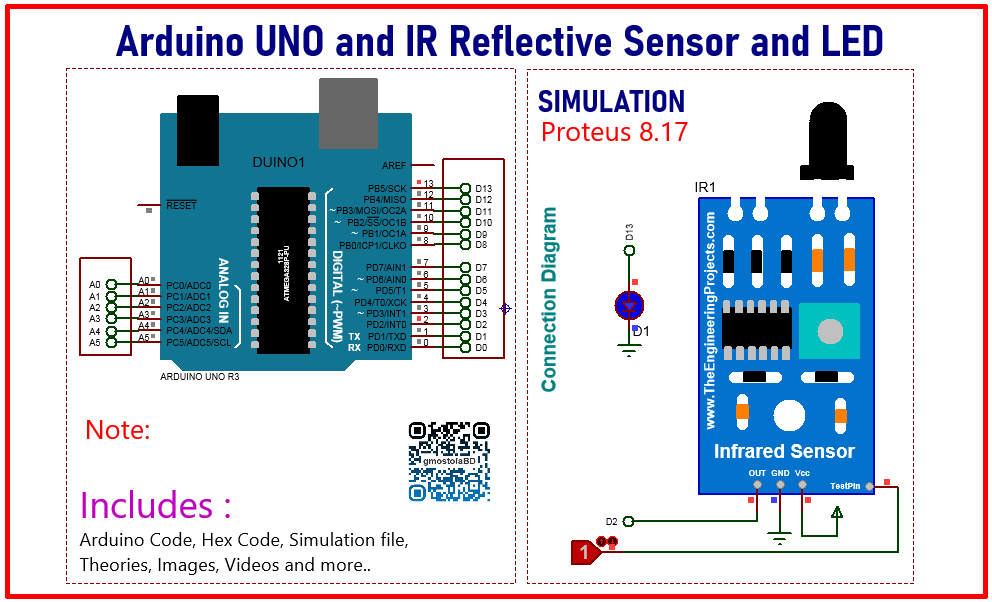 Arduino UNO and IR Reflective Sensor and LED
DUINO1
AREF
RESET
1121
ATMEGA328P-PU
ANALOG IN
DIGITAL (~PWM)
PB5/SCK 13 D13
PB4/MISO 12 D12
~PB3/MOSI/OC2A 11 D11
~ PB2/SS/OC1B 10 D10
~ PB1/OC1A 9 D9
PB0/ICP1/CLKO 8 D8
PD7/AIN1 7 D7
~ PD6/AIN0 6 D6
~ PD5/T1 5 D5
PD4/T0/XCK 4 D4
~ PD3/INT1 3 D3
PD2/INT0 2 D2
TX PD1/TXD 1 D1
RX PD0/RXD 0 D0
A0 A0 PC0/ADC0
A1 A1 PC1/ADC1
A2 A2 PC2/ADC2
A3 A3 PC3/ADC3
A4 A4 PC4/ADC4/SDA
A5 A5 PC5/ADC5/SCL
ARDUINO UNO R3
Note:
gmostofaBD
Includes :
Arduino Code, Hex Code, Simulation file,
Theories, Images, Videos and more..
SIMULATION
Proteus 8.17
Connection Diagram
D13
D1
IR1
www.TheEngineeringProjects.com
Infrared Sensor
OUT GND Vcc
TestPin
D2
1